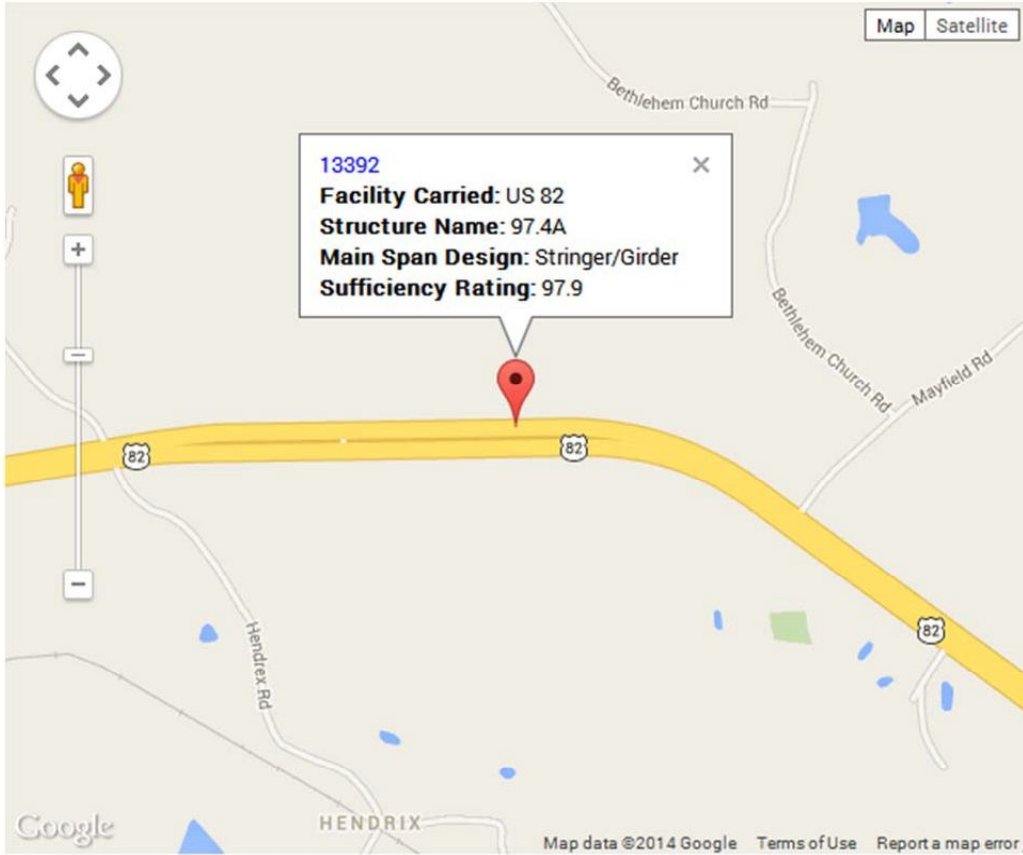 Map Satellite
Bethlehem Church Rd
13392
Facility Carried: US 82
Structure Name: 97.4A
Main Span Design: Stringer/Girder
Sufficiency Rating: 97.9
Bethlehem Church Rd
Mayfield Rd
82
82
82
Hendrex Rd
HENDRIX
Google
Map data ©2014 Google Terms of Use Report a map error